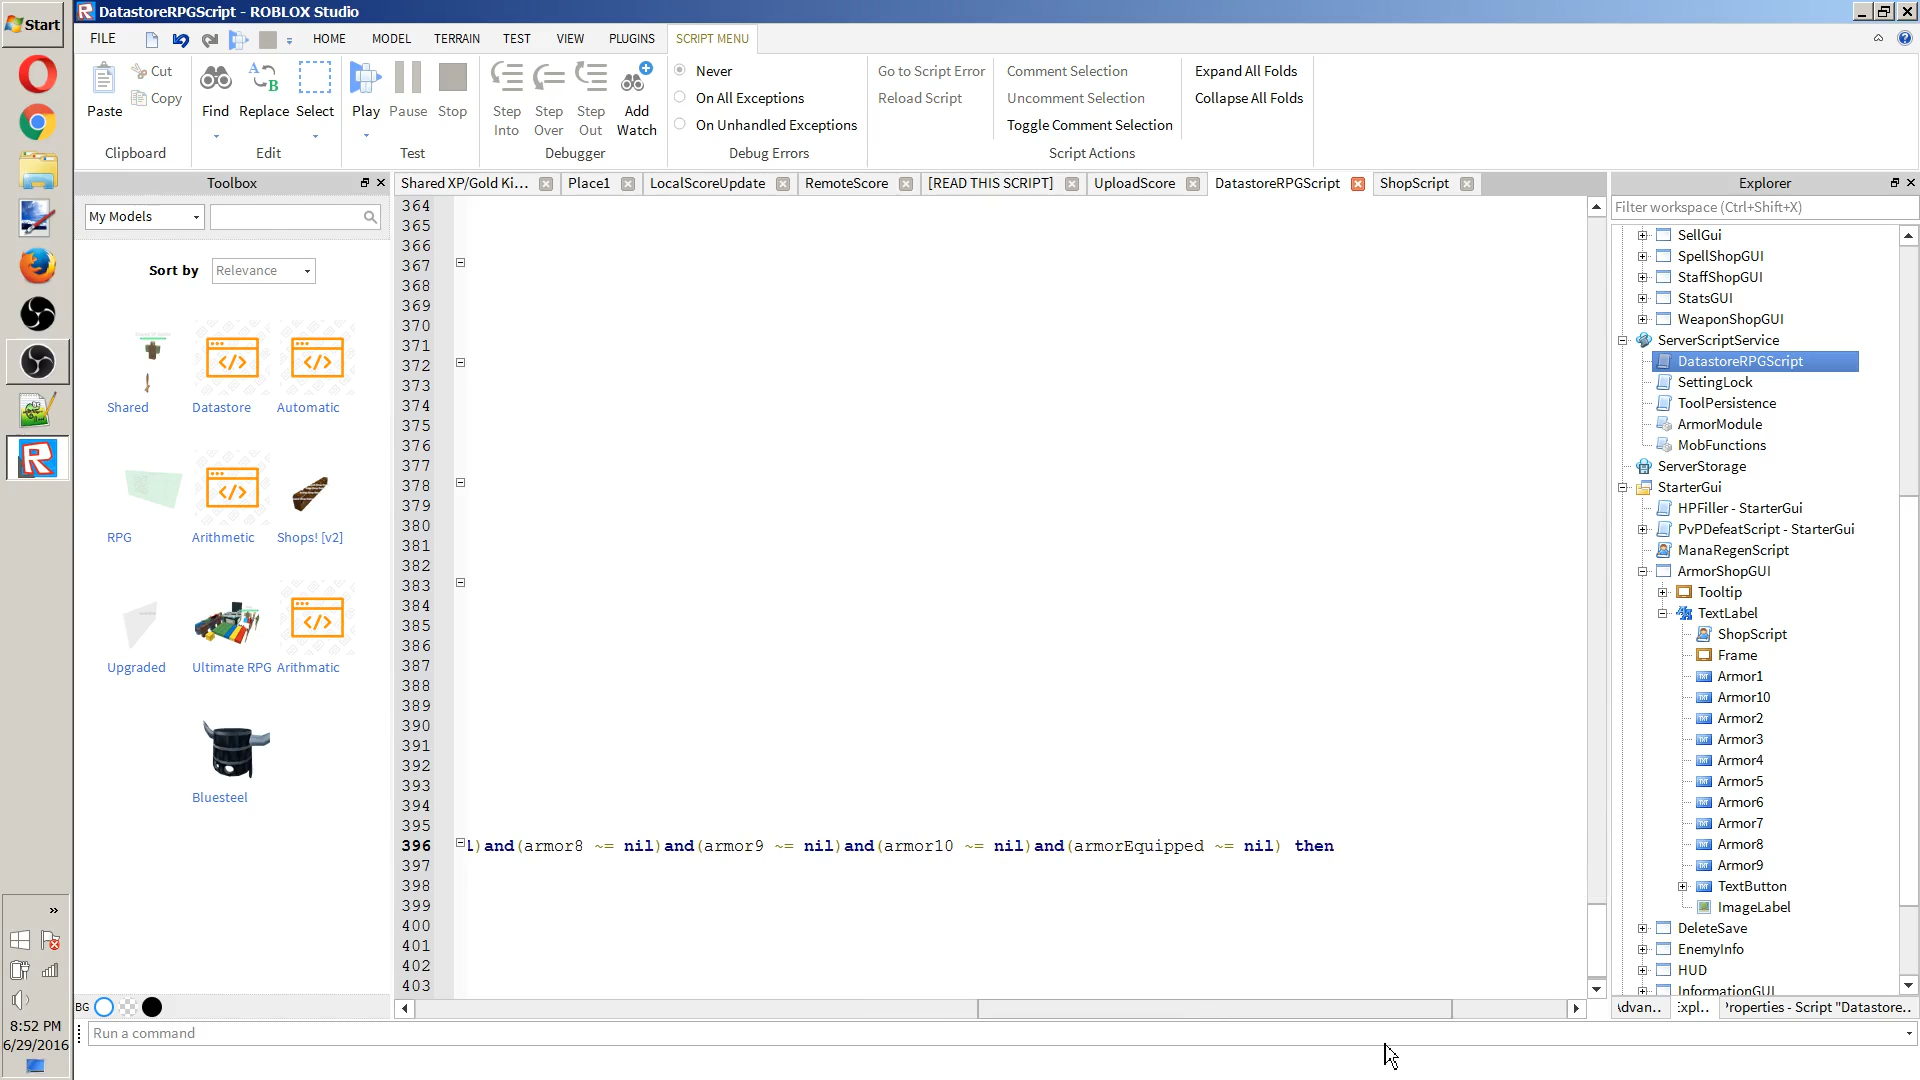 Start
DatastoreRPGScript - ROBLOX Studio
FILE
HOME
MODEL
TERRAIN
TEST
VIEW
PLUGINS
SCRIPT MENU
Paste
Cut
Copy
Clipboard
Find
Replace
Select
Edit
Play
Pause
Stop
Test
Step Into
Step Over
Step Out
Add Watch
Debugger
Never
On All Exceptions
On Unhandled Exceptions
Debug Errors
Go to Script Error
Reload Script
Comment Selection
Uncomment Selection
Toggle Comment Selection
Script Actions
Expand All Folds
Collapse All Folds
Toolbox
My Models
Sort by
Relevance
Shared
Datastore
Automatic
RPG
Arithmetic
Shops! [v2]
Upgraded
Ultimate RPG
Arithmatic
Bluesteel
BG
Shared XP/Gold Ki...
Place1
LocalScoreUpdate
RemoteScore
[READ THIS SCRIPT]
UploadScore
DatastoreRPGScript
ShopScript
364
365
366
367
368
369
370
371
372
373
374
375
376
377
378
379
380
381
382
383
384
385
386
387
388
389
390
391
392
393
394
395
396 l)and(armor8 ~= nil)and(armor9 ~= nil)and(armor10 ~= nil)and(armorEquipped ~= nil) then
397
398
399
400
401
402
403
Explorer
Filter workspace (Ctrl+Shift+X)
SellGui
SpellShopGUI
StaffShopGUI
StatsGUI
WeaponShopGUI
ServerScriptService
DatastoreRPGScript
SettingLock
ToolPersistence
ArmorModule
MobFunctions
ServerStorage
StarterGui
HPFiller - StarterGui
PvPDefeatScript - StarterGui
ManaRegenScript
ArmorShopGUI
Tooltip
TextLabel
ShopScript
Frame
Armor1
Armor10
Armor2
Armor3
Armor4
Armor5
Armor6
Armor7
Armor8
Armor9
TextButton
ImageLabel
DeleteSave
EnemyInfo
HUD
InformationGUI
Advan..
Expl..
Properties - Script "Datastore..
Run a command
8:52 PM
6/29/2016